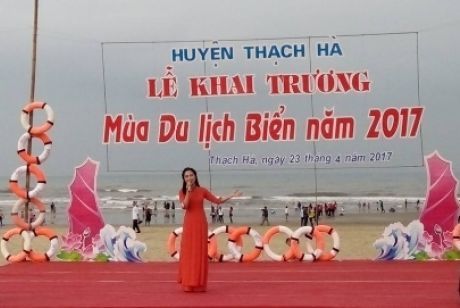 HUYỆN THẠCH HÀ
LỄ KHAI TRƯƠNG
Mùa Du lịch Biển năm 2017
Thạch Hà, ngày 23 tháng 4 năm 2017